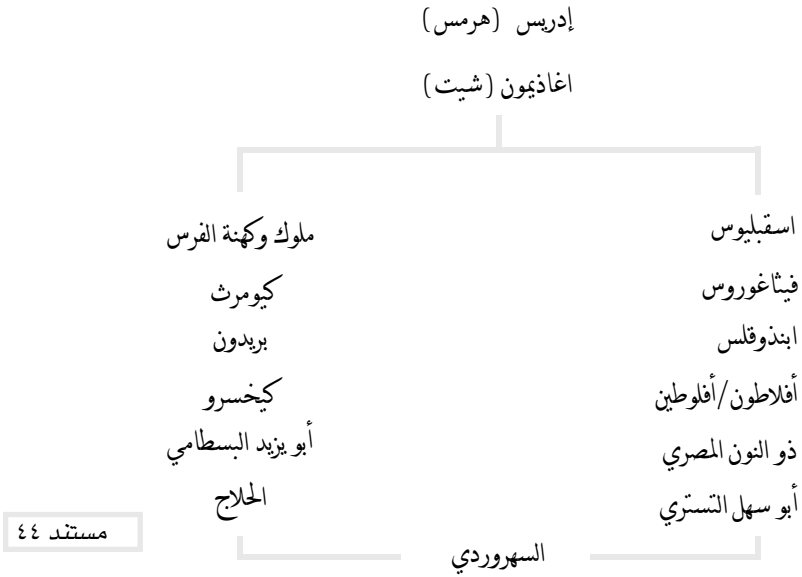 إدريس (هرمس)
اغاذيمون (شيت)
اسقبليوس
فيثاغوروس
ابنذوقلس
أفلاطون/أفلوطين
ذو النون المصري
أبو سهل التستري
ملوك وكهنة الفرس
كيومرث
بريدون
كيخسرو
أبو يزيد البسطامي
الحلاج
السهروردي
مستند ٤٤